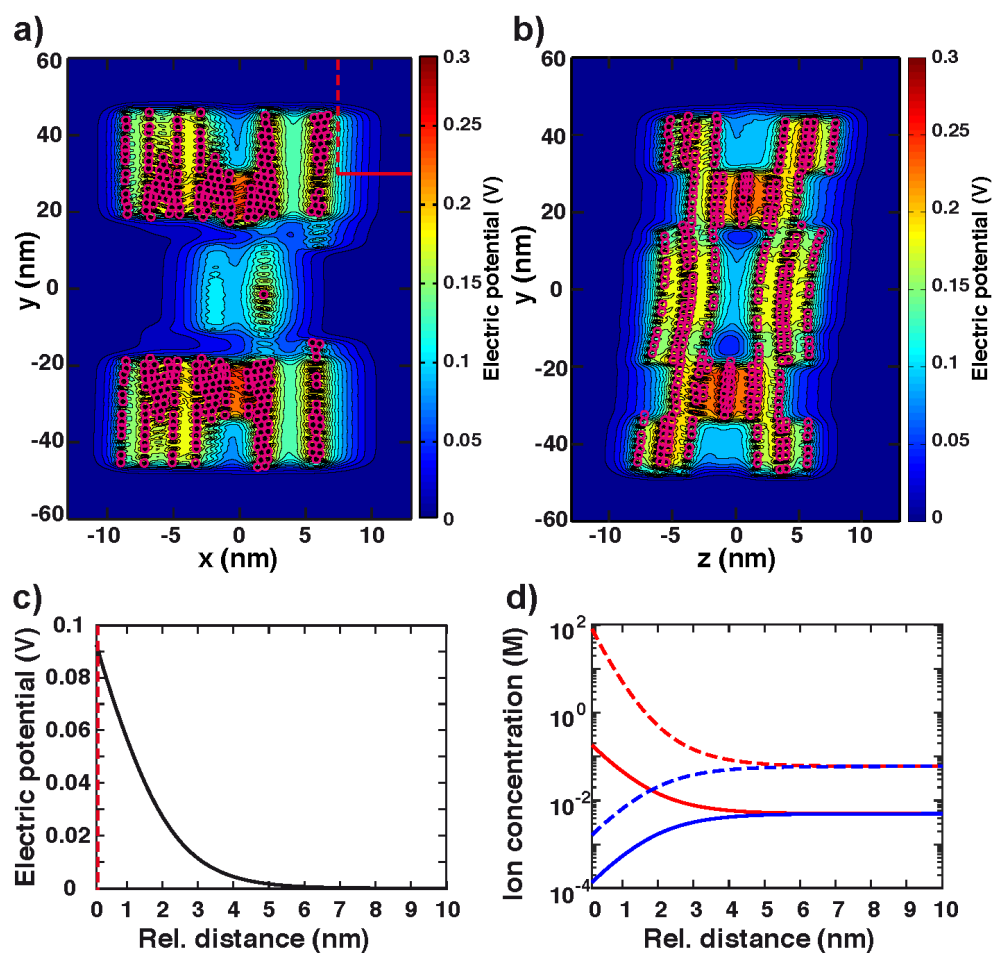 a)
60
40
20
0
-20
-40
-60
y (nm)
-10 -5 0 5 10
x (nm)
0.3
0.25
0.2
0.15
0.1
0.05
0
Electric potential (V)
b)
60
40
20
0
-20
-40
-60
y (nm)
-10 -5 0 5 10
z (nm)
0.3
0.25
0.2
0.15
0.1
0.05
0
Electric potential (V)
c)
0.1
0.08
0.06
0.04
0.02
0
Electric potential (V)
0 1 2 3 4 5 6 7 8 9 10
Rel. distance (nm)
d)
10^2
10^0
10^-2
10^-4
Ion concentration (M)
0 1 2 3 4 5 6 7 8 9 10
Rel. distance (nm)